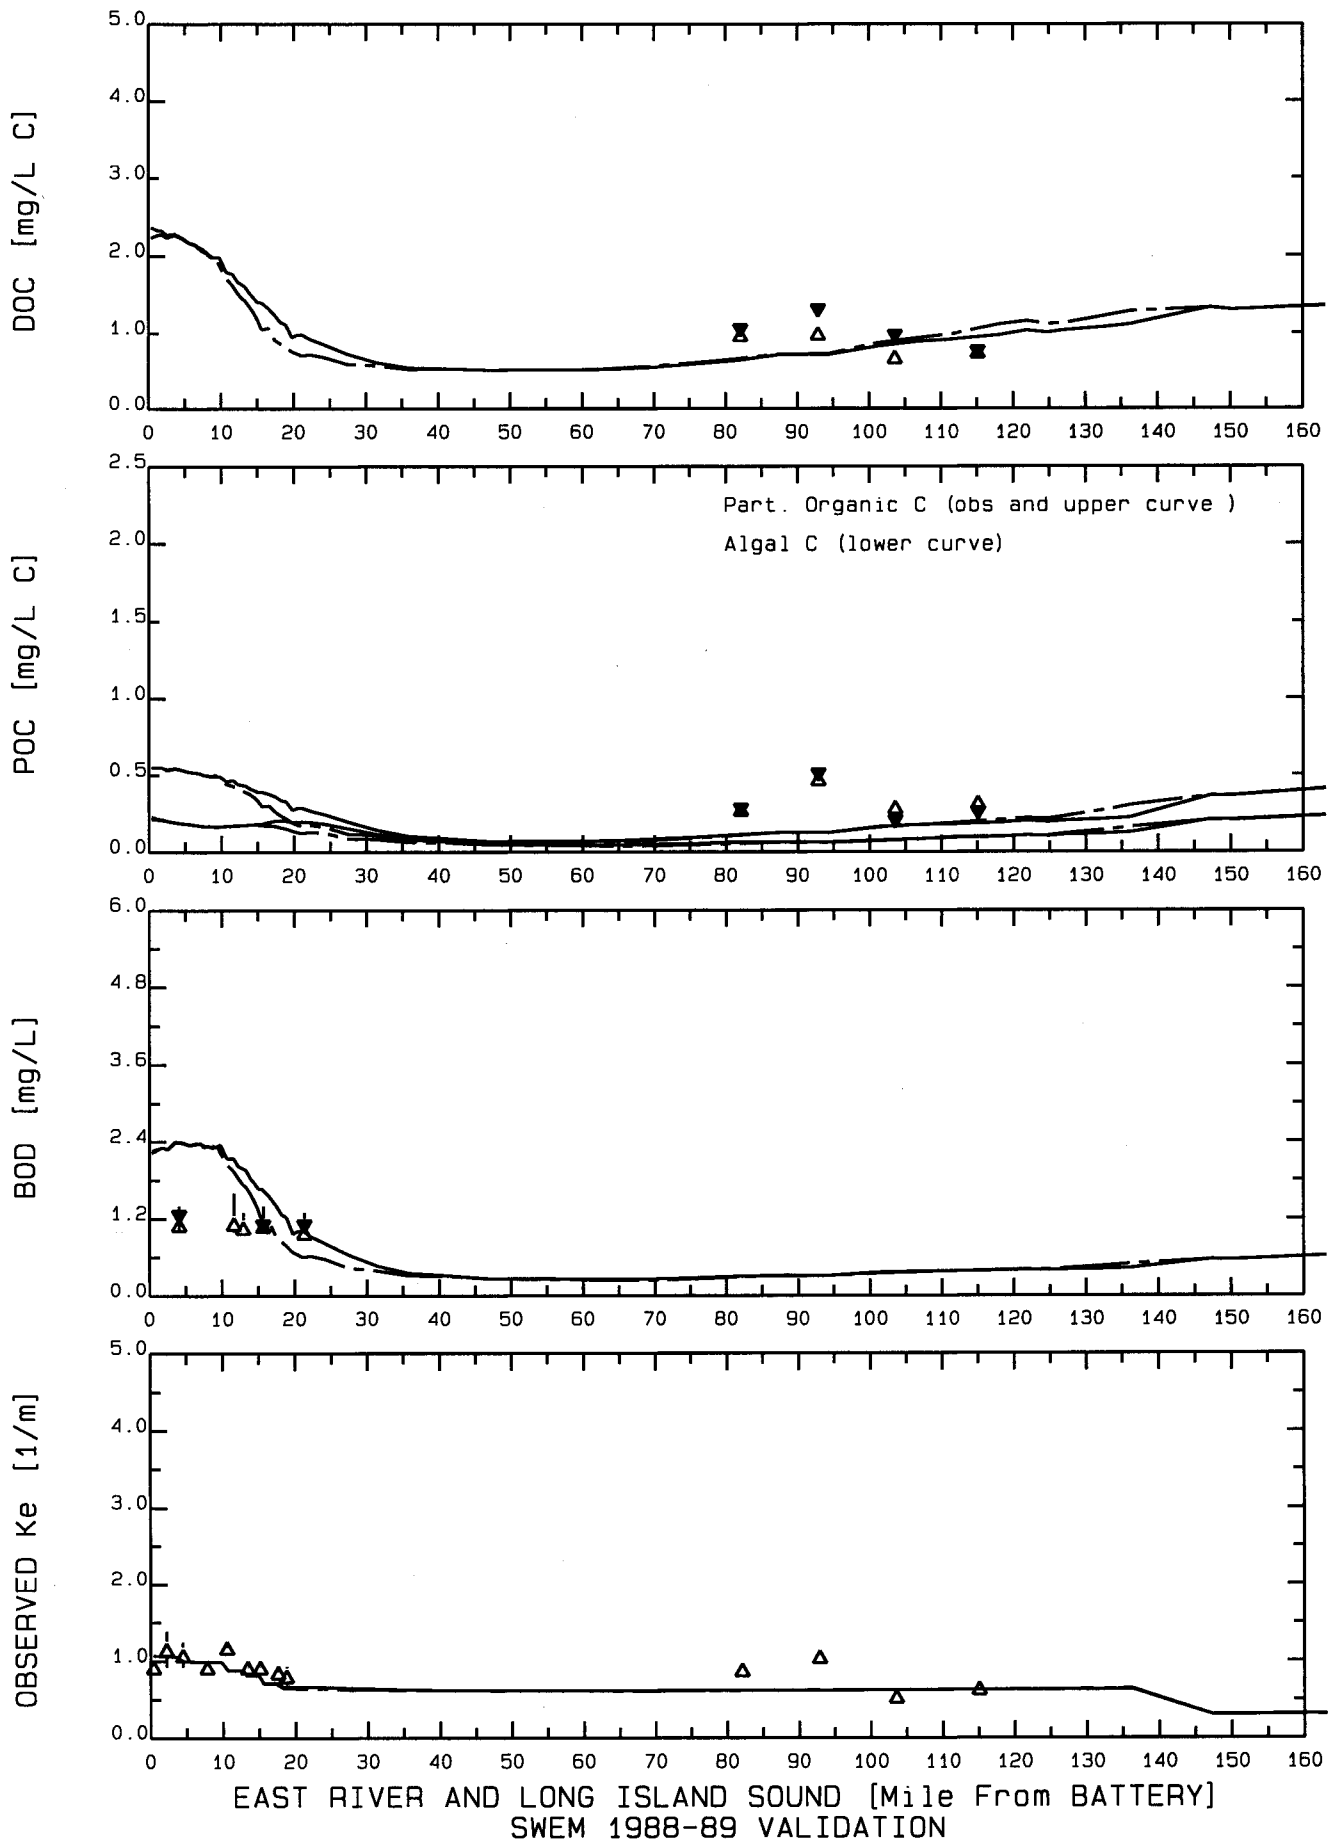 DOC [mg/L C]
5.0
4.0
3.0
2.0
1.0
0.0
0 10 20 30 40 50 60 70 80 90 100 110 120 130 140 150 160
POC [mg/L C]
2.5
2.0
1.5
1.0
0.5
0.0
Part. Organic C (obs and upper curve )
Algal C (lower curve)
0 10 20 30 40 50 60 70 80 90 100 110 120 130 140 150 160
BOD [mg/L]
6.0
4.8
3.6
2.4
1.2
0.0
0 10 20 30 40 50 60 70 80 90 100 110 120 130 140 150 160
OBSERVED Ke [1/m]
5.0
4.0
3.0
2.0
1.0
0.0
0 10 20 30 40 50 60 70 80 90 100 110 120 130 140 150 160
EAST RIVER AND LONG ISLAND SOUND [Mile From BATTERY]
SWEM 1988-89 VALIDATION